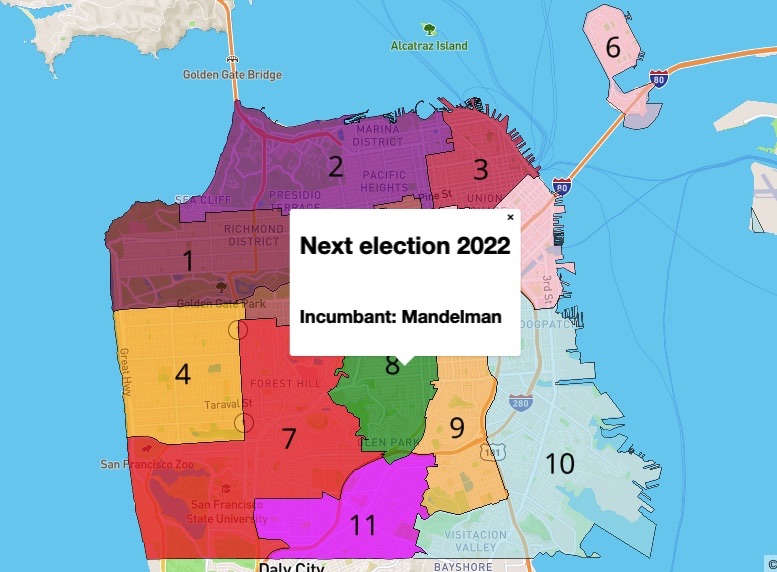 6
Alcatraz Island
Golden Gate Bridge
80
MARINA
DISTRICT
2
3
PACIFIC
HEIGHTS
80
SEA CLIFF
PRESIDIO
TERRACE
Pine St
UNION
RICHMOND
DISTRICT
×
Next election 2022
1
3rd St
Golden Gate Park
Incumbant: Mandelman
DOGPATCH
Great Hwy
4
8
FOREST HILL
Taraval St
280
7
GLEN PARK
9
101
San Francisco Zoo
10
San Francisco
State University
11
VISITACION
VALLEY
Daly City
BAYSHORE
©